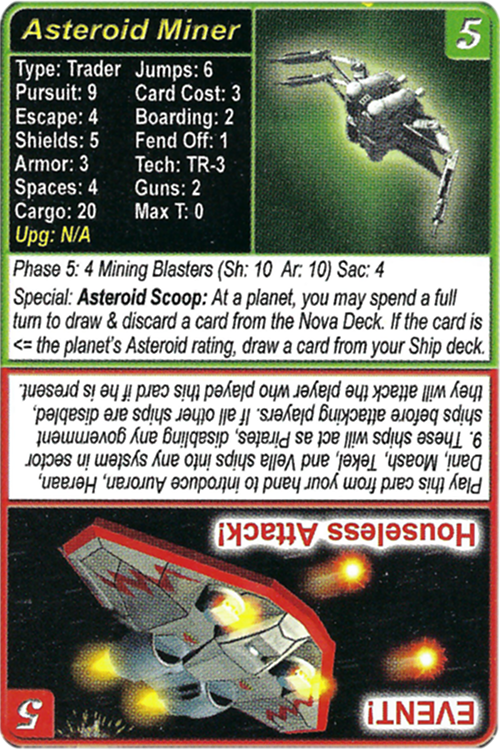 Asteroid Miner
5
Type: Trader Jumps: 6
Pursuit: 9 Card Cost: 3
Escape: 4 Boarding: 2
Shields: 5 Fend Off: 1
Armor: 3 Tech: TR-3
Spaces: 4 Guns: 2
Cargo: 20 Max T: 0
Upg: N/A
Phase 5: 4 Mining Blasters (Sh: 10 Ar: 10) Sac: 4
Special: Asteroid Scoop: At a planet, you may spend a full
turn to draw & discard a card from the Nova Deck. If the card is
<= the planet's Asteroid rating, draw a card from your Ship deck.
5
EVENT!
Houseless Attack!
Play this card from your hand to introduce Auroran, Heraan,
Dani, Moash, Tekel, and Vella ships into any system in sector
9. These ships will act as Pirates, disabling any government
ships before attacking players. If all other ships are disabled,
they will attack the player who played this card if he is present.